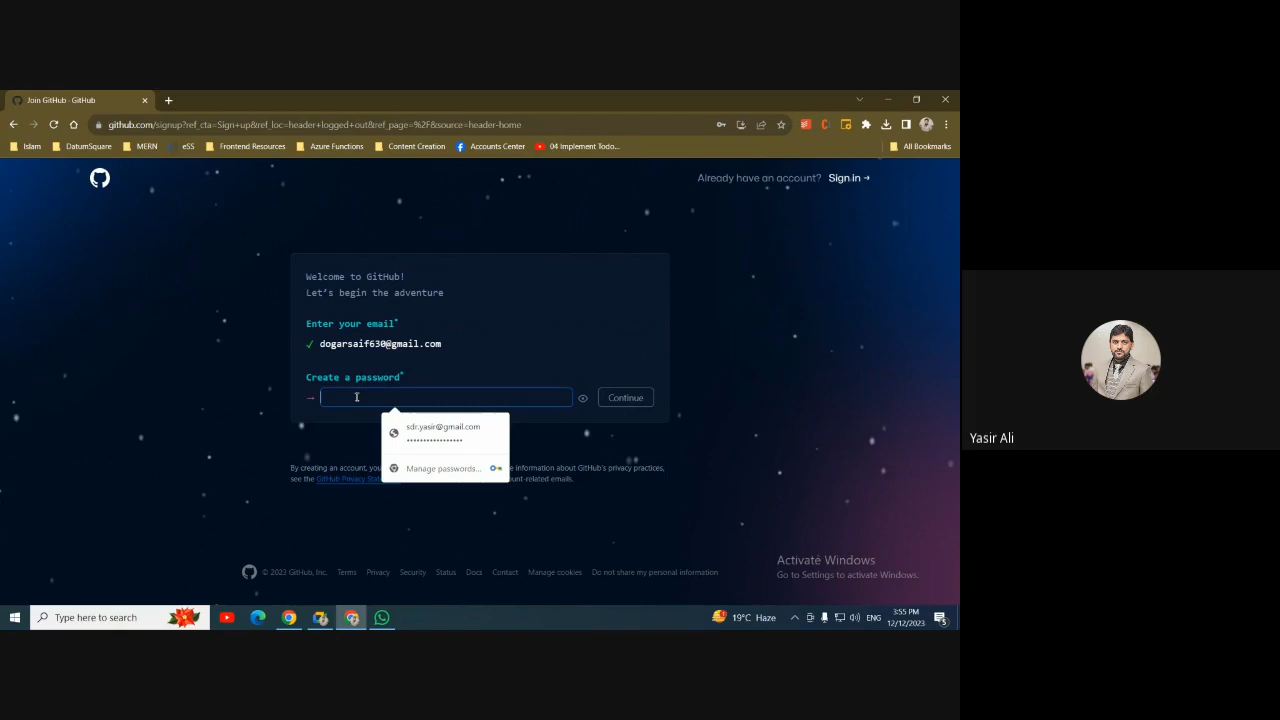 Join GitHub · GitHub
github.com/signup?ref_cta=Sign+up&ref_loc=header+logged+out&ref_page=%2F&source=header-home
Islam DatumSquare MERN eSS Frontend Resources Azure Functions Content Creation Accounts Center 04 Implement Todo... All Bookmarks
Already have an account? Sign in →
Welcome to GitHub!
Let's begin the adventure
Enter your email*
✓ dogarsaif630@gmail.com
Create a password*
→ Continue
sdr.yasir@gmail.com
••••••••••••••••
Manage passwords...
By creating an account, you e information about GitHub's privacy practices,
see the GitHub Privacy Stat unt-related emails.
Yasir Ali
Activate Windows
Go to Settings to activate Windows.
© 2023 GitHub, Inc. Terms Privacy Security Status Docs Contact Manage cookies Do not share my personal information
Type here to search 19°C Haze ENG 3:55 PM
12/12/2023 5